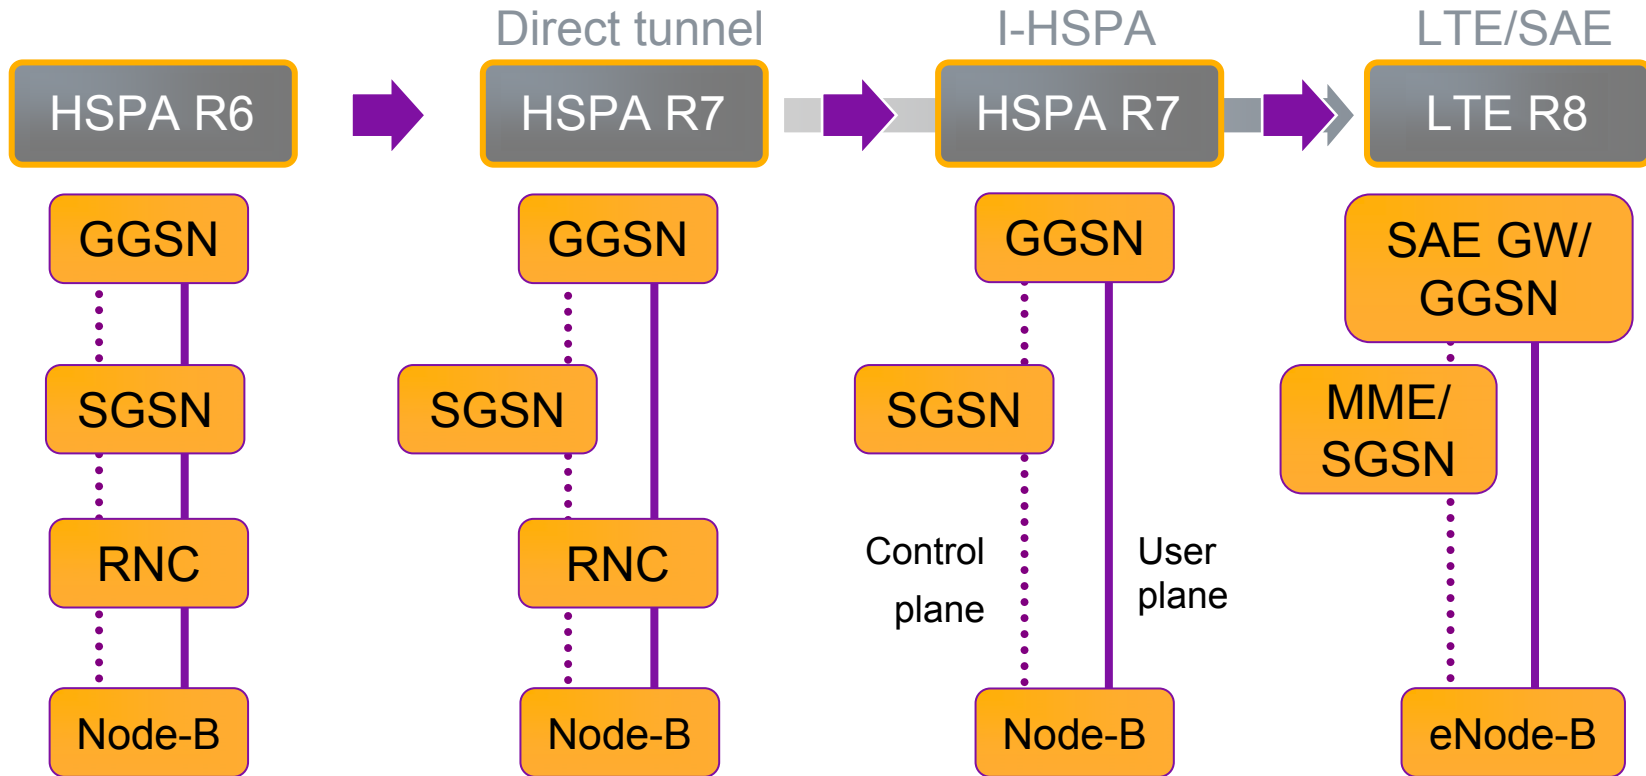 Direct tunnel
I-HSPA
LTE/SAE
HSPA R6
HSPA R7
HSPA R7
LTE R8
GGSN
SGSN
RNC
Node-B
GGSN
SGSN
RNC
Node-B
GGSN
SGSN
Control
plane
User
plane
Node-B
SAE GW/
GGSN
MME/
SGSN
eNode-B